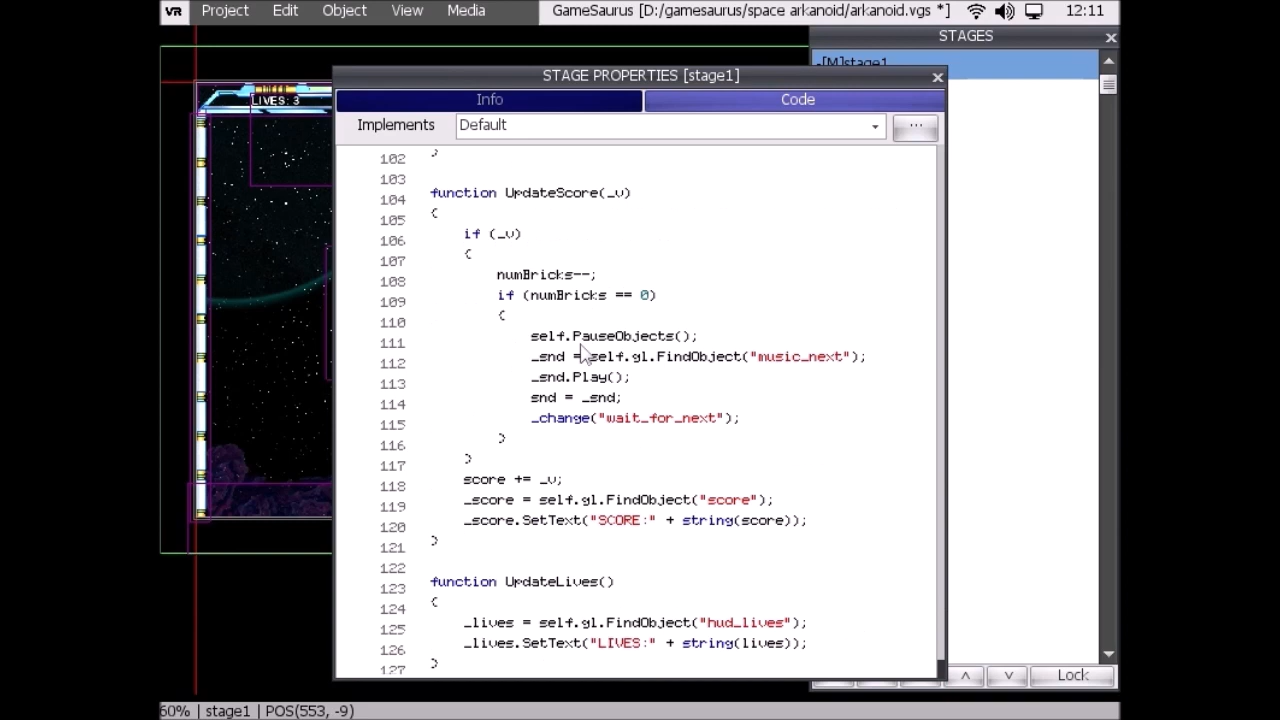 VR Project Edit Object View Media GameSaurus [D:/gamesaurus/space arkanoid/arkanoid.vgs *] 12:11
STAGES
-[M]stage1
STAGE PROPERTIES [stage1]
Info Code
Implements Default ...
LIVES: 3
102 }
103
104 function UpdateScore(_v)
105 {
106 if (_v)
107 {
108 numBricks--;
109 if (numBricks == 0)
110 {
111 self.PauseObjects();
112 _snd = self.gl.FindObject("music_next");
113 _snd.Play();
114 snd = _snd;
115 _change("wait_for_next");
116 }
117 }
118 score += _v;
119 _score = self.gl.FindObject("score");
120 _score.SetText("SCORE:" + string(score));
121 }
122
123 function UpdateLives()
124 {
125 _lives = self.gl.FindObject("hud_lives");
126 _lives.SetText("LIVES:" + string(lives));
127 }
Lock
60% | stage1 | POS(553, -9)